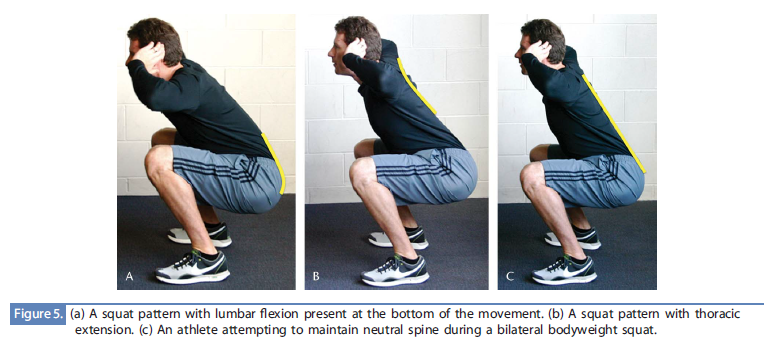 A
B
C
Figure 5. (a) A squat pattern with lumbar flexion present at the bottom of the movement. (b) A squat pattern with thoracic
extension. (c) An athlete attempting to maintain neutral spine during a bilateral bodyweight squat.